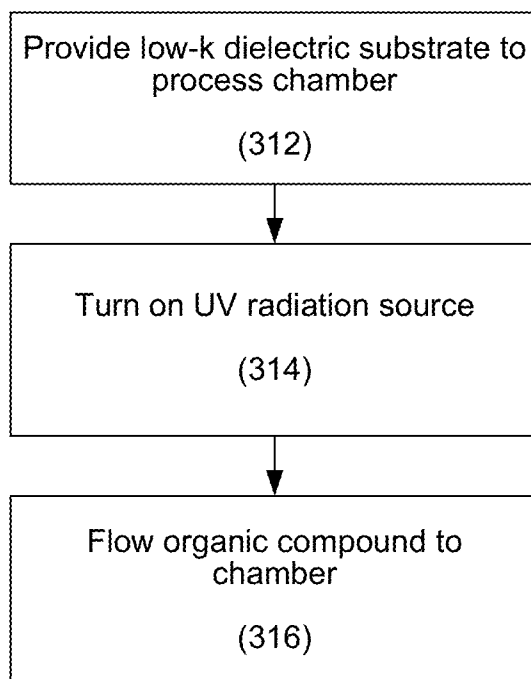 Provide low-k dielectric substrate to
process chamber
(312)
Turn on UV radiation source
(314)
Flow organic compound to
chamber
(316)